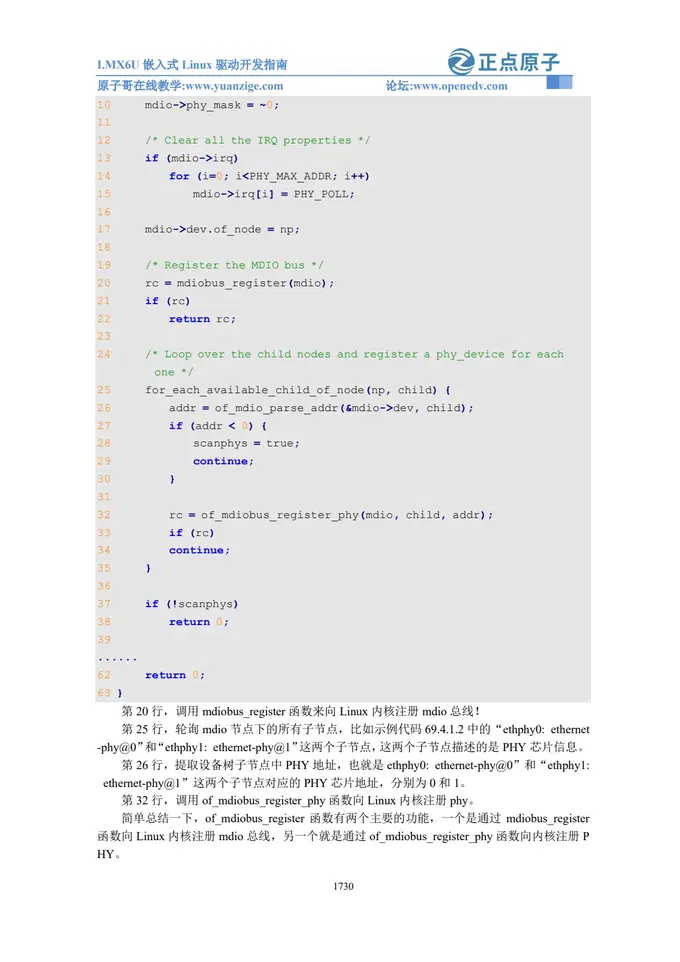 I.MX6U 嵌入式 Linux 驱动开发指南
正点原子
原子哥在线教学:www.yuanzige.com 论坛:www.openedv.com
10 mdio->phy_mask = ~0;
11
12 /* Clear all the IRQ properties */
13 if (mdio->irq)
14 for (i=0; i<PHY_MAX_ADDR; i++)
15 mdio->irq[i] = PHY_POLL;
16
17 mdio->dev.of_node = np;
18
19 /* Register the MDIO bus */
20 rc = mdiobus_register(mdio);
21 if (rc)
22 return rc;
23
24 /* Loop over the child nodes and register a phy_device for each
one */
25 for_each_available_child_of_node(np, child) {
26 addr = of_mdio_parse_addr(&mdio->dev, child);
27 if (addr < 0) {
28 scanphys = true;
29 continue;
30 }
31
32 rc = of_mdiobus_register_phy(mdio, child, addr);
33 if (rc)
34 continue;
35 }
36
37 if (!scanphys)
38 return 0;
39
......
62 return 0;
63 }
第 20 行，调用 mdiobus_register 函数来向 Linux 内核注册 mdio 总线！
第 25 行，轮询 mdio 节点下的所有子节点，比如示例代码 69.4.1.2 中的“ethphy0: ethernet
-phy@0”和“ethphy1: ethernet-phy@1”这两个子节点，这两个子节点描述的是 PHY 芯片信息。
第 26 行，提取设备树子节点中 PHY 地址，也就是 ethphy0: ethernet-phy@0”和“ethphy1:
ethernet-phy@1”这两个子节点对应的 PHY 芯片地址，分别为 0 和 1。
第 32 行，调用 of_mdiobus_register_phy 函数向 Linux 内核注册 phy。
简单总结一下，of_mdiobus_register 函数有两个主要的功能，一个是通过 mdiobus_register
函数向 Linux 内核注册 mdio 总线，另一个就是通过 of_mdiobus_register_phy 函数向内核注册 P
HY。
1730